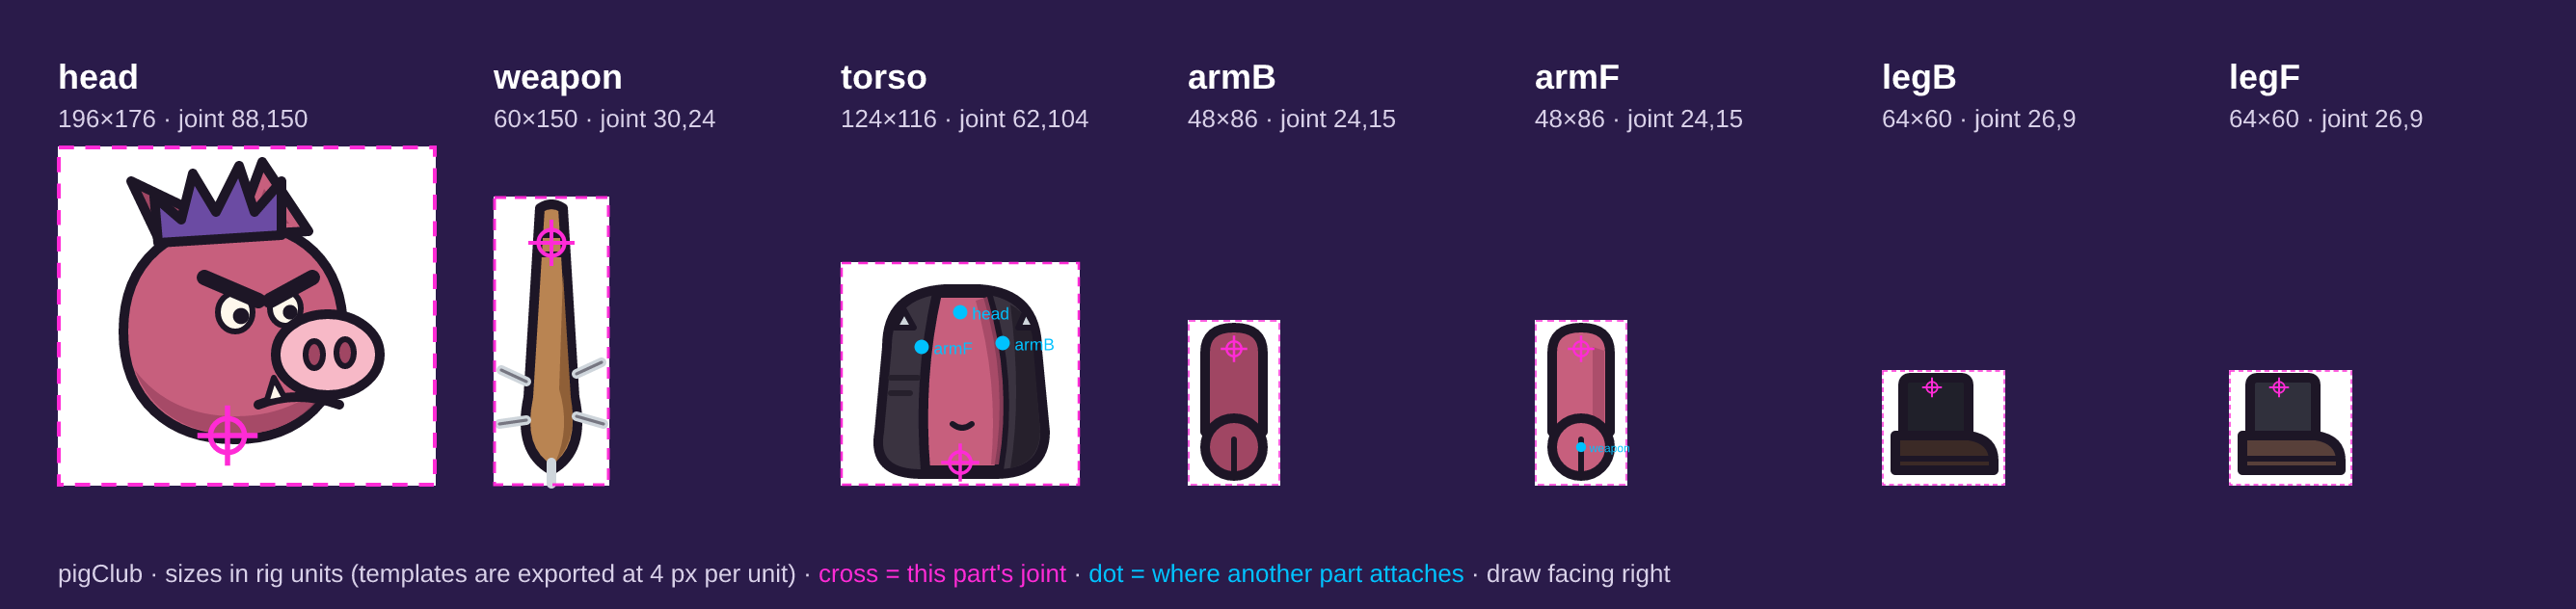 head
196×176 · joint 88,150
weapon
60×150 · joint 30,24
torso
124×116 · joint 62,104
armB
48×86 · joint 24,15
armF
48×86 · joint 24,15
legB
64×60 · joint 26,9
legF
64×60 · joint 26,9
head
armF
armB
weapon
pigClub · sizes in rig units (templates are exported at 4 px per unit) · cross = this part's joint · dot = where another part attaches · draw facing right